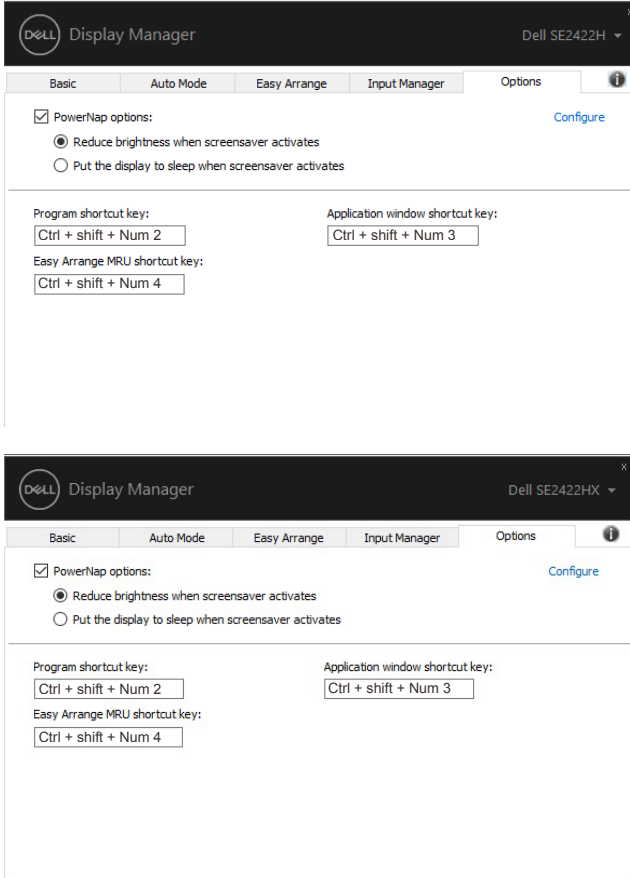 DELL Display Manager Dell SE2422H
Basic Auto Mode Easy Arrange Input Manager Options
PowerNap options: Configure
Reduce brightness when screensaver activates
Put the display to sleep when screensaver activates
Program shortcut key: Application window shortcut key:
Ctrl + shift + Num 2 Ctrl + shift + Num 3
Easy Arrange MRU shortcut key:
Ctrl + shift + Num 4
DELL Display Manager Dell SE2422HX
Basic Auto Mode Easy Arrange Input Manager Options
PowerNap options: Configure
Reduce brightness when screensaver activates
Put the display to sleep when screensaver activates
Program shortcut key: Application window shortcut key:
Ctrl + shift + Num 2 Ctrl + shift + Num 3
Easy Arrange MRU shortcut key:
Ctrl + shift + Num 4